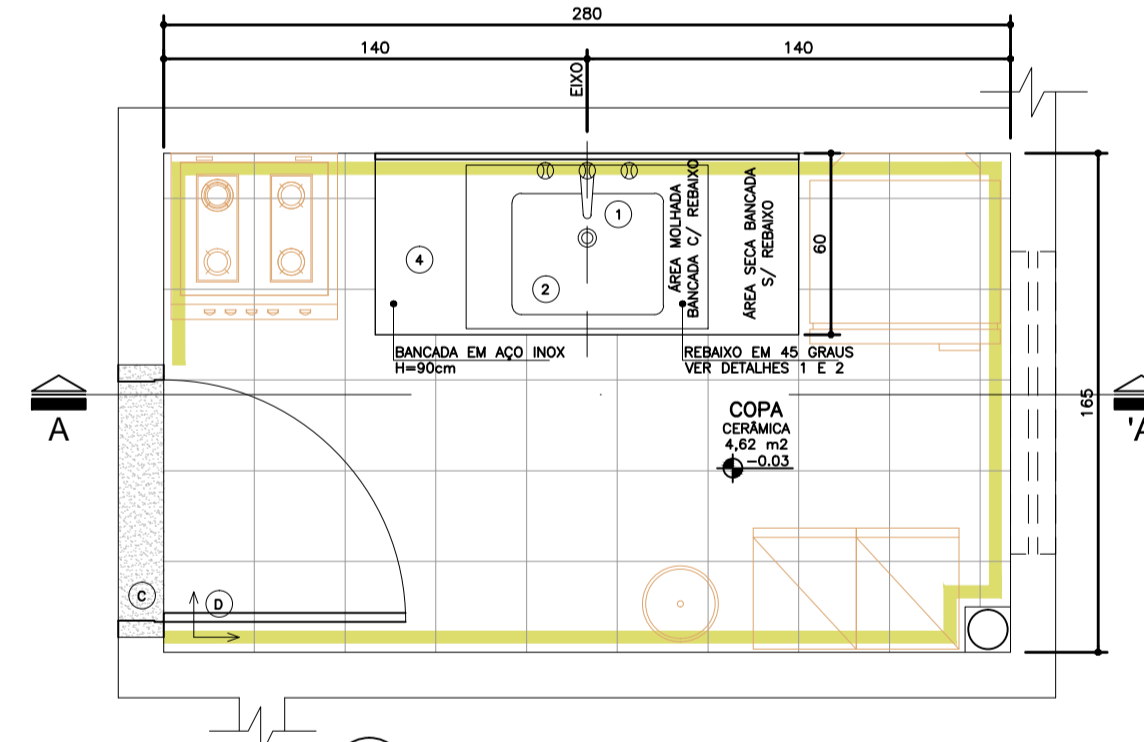 280
140
140
EIXO
ÁREA MOLHADA
BANCADA C/ REBAIXO
ÁREA SECA BANCADA
S/ REBAIXO
60
1
4
2
BANCADA EM AÇO INOX
H=90cm
REBAIXO EM 45 GRAUS
VER DETALHES 1 E 2
165
A
'A
COPA
CERÂMICA
4,62 m2
-0.03
C
D